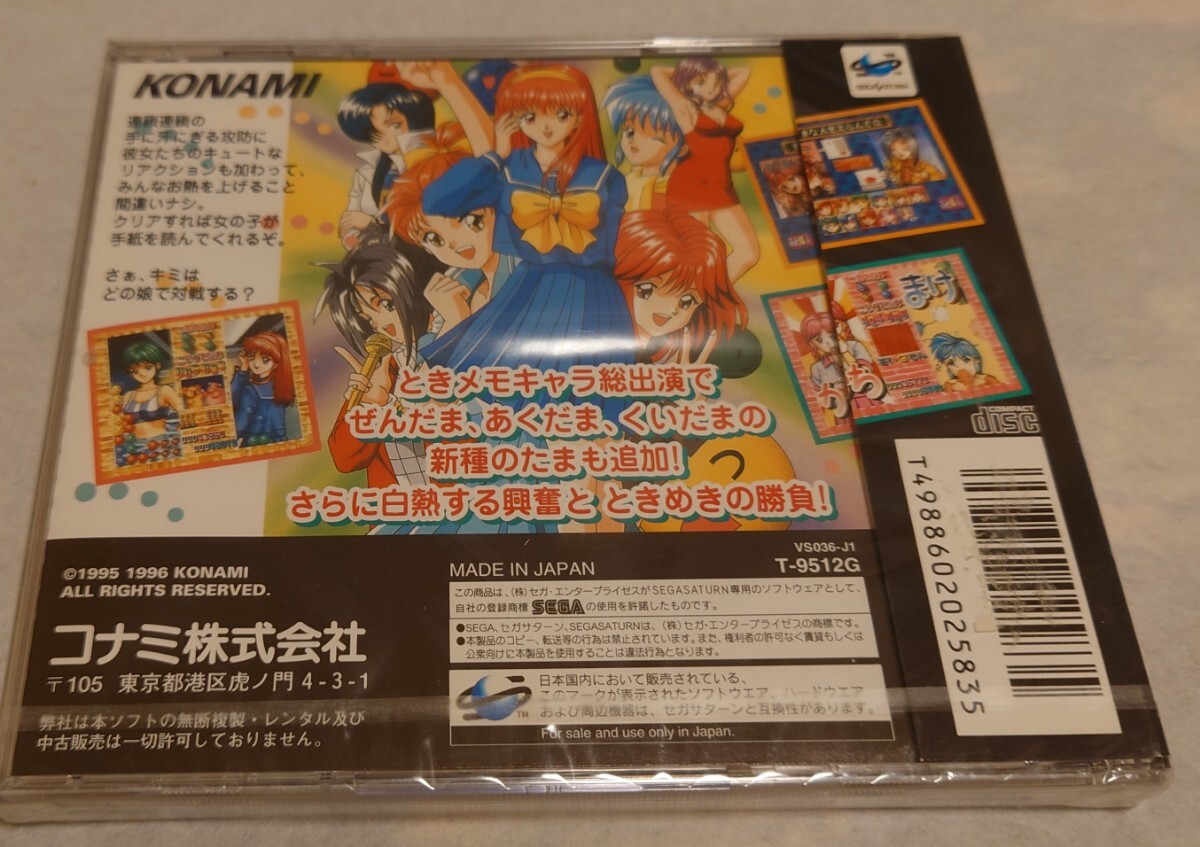 KONAMI
連鎖連鎖の
手に汗にぎる攻防に
彼女たちのキュートな
リアクションも加わって、
みんなお熱を上げること
間違いナシ。
クリアすれば女の子が
手紙を読んでくれるぞ。
さぁ、キミは
どの娘で対戦する？
まけ
かち
ときメモキャラ総出演で
ぜんだま、あくだま、くいだまの
新種のたまも追加!
さらに白熱する興奮と ときめきの勝負!
COMPACT
disc
T4988602025835
©1995 1996 KONAMI
ALL RIGHTS RESERVED.
コナミ株式会社
〒105 東京都港区虎ノ門4-3-1
弊社は本ソフトの無断複製・レンタル及び
中古販売は一切許可しておりません。
MADE IN JAPAN
VS036-J1
T-9512G
この商品は、(株)セガ・エンタープライゼスがSEGASATURN専用のソフトウェアとして、
自社の登録商標 SEGA の使用を許諾したものです。
●SEGA、セガサターン、SEGASATURNは、(株)セガ・エンタープライゼスの商標です。
●本製品のコピー、転送等の行為は禁止されています。また、権利者の許可なく賃貸もしくは
公衆向けに本製品を使用することは違法行為となります。
TM
日本国内において販売されている、
このマークが表示されたソフトウエア、ハードウエア
および周辺機器は、セガサターンと互換性があります。
For sale and use only in Japan.